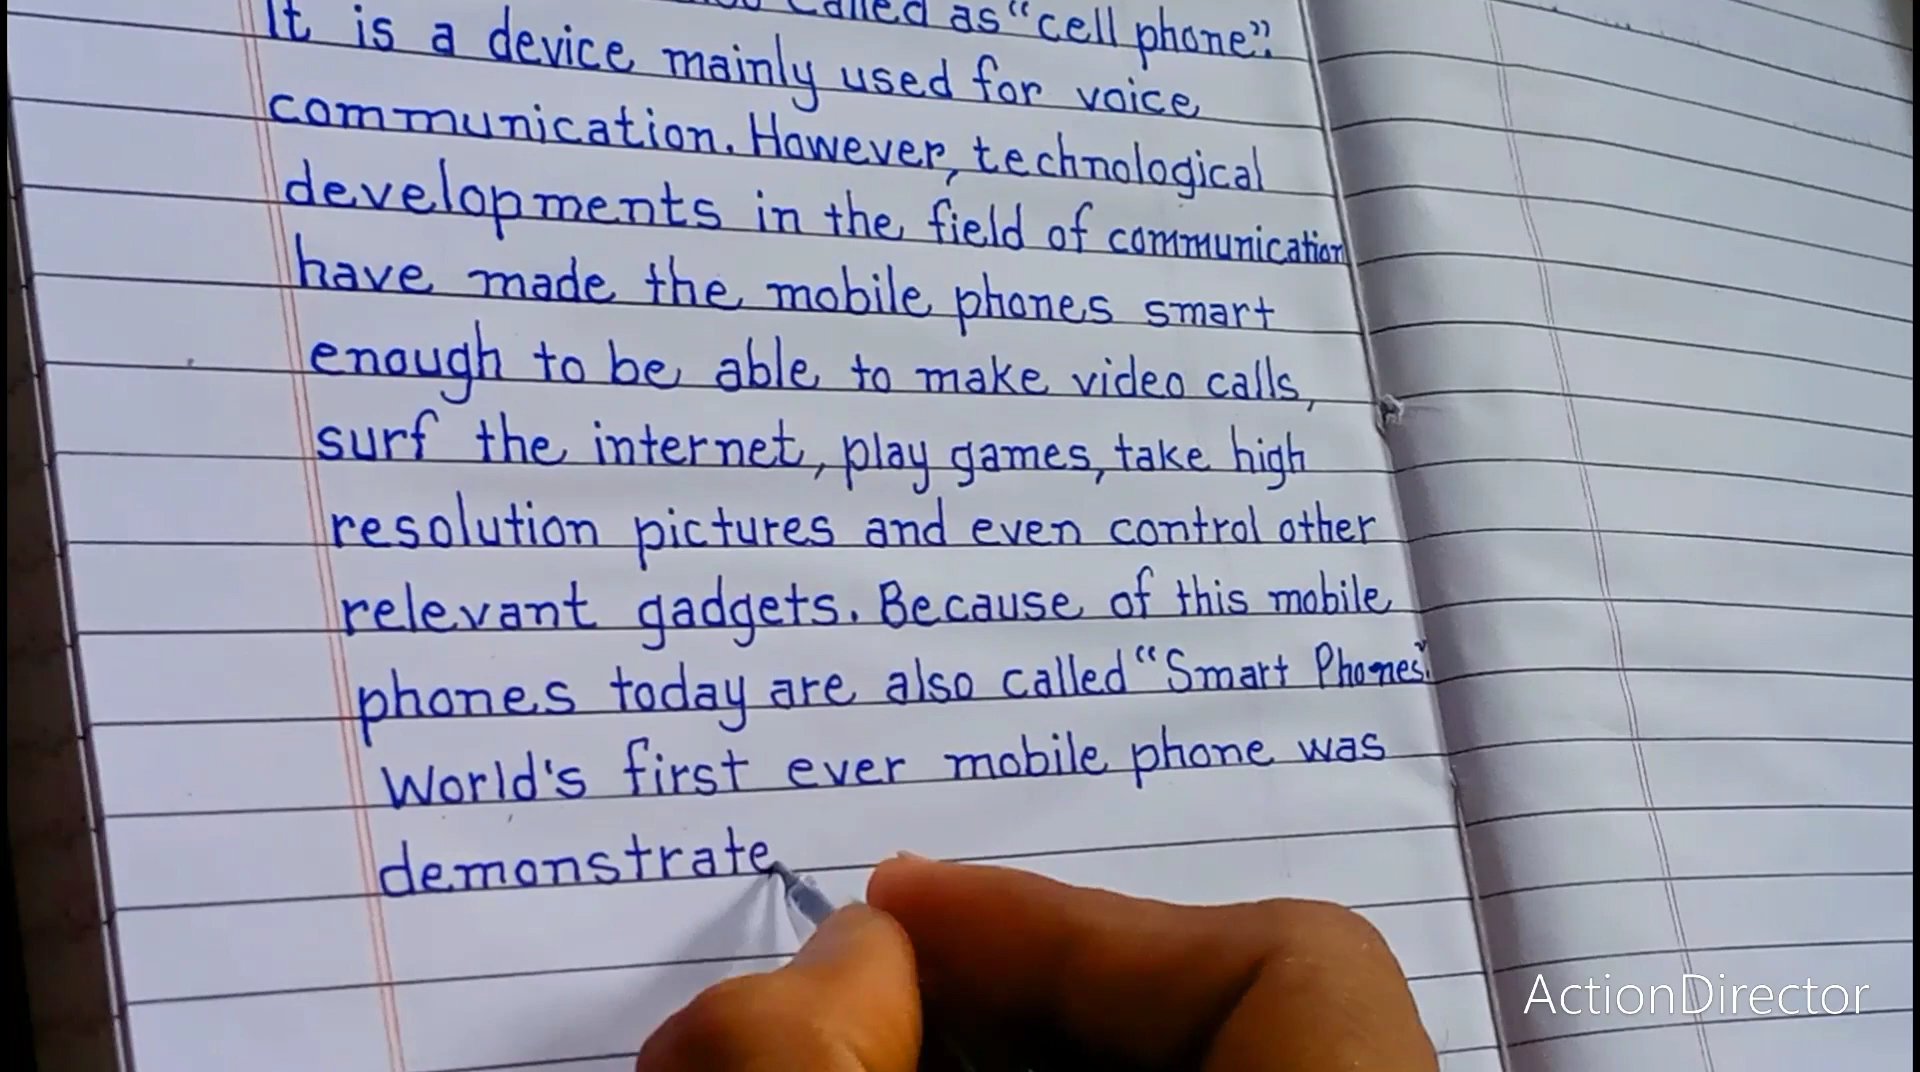 called as "cell phone".
It is a device mainly used for voice
communication. However, technological
developments in the field of communication
have made the mobile phones smart
enough to be able to make video calls,
surf the internet, play games, take high
resolution pictures and even control other
relevant gadgets. Because of this mobile
phones today are also called "Smart Phones".
World's first ever mobile phone was
demonstrate
ActionDirector